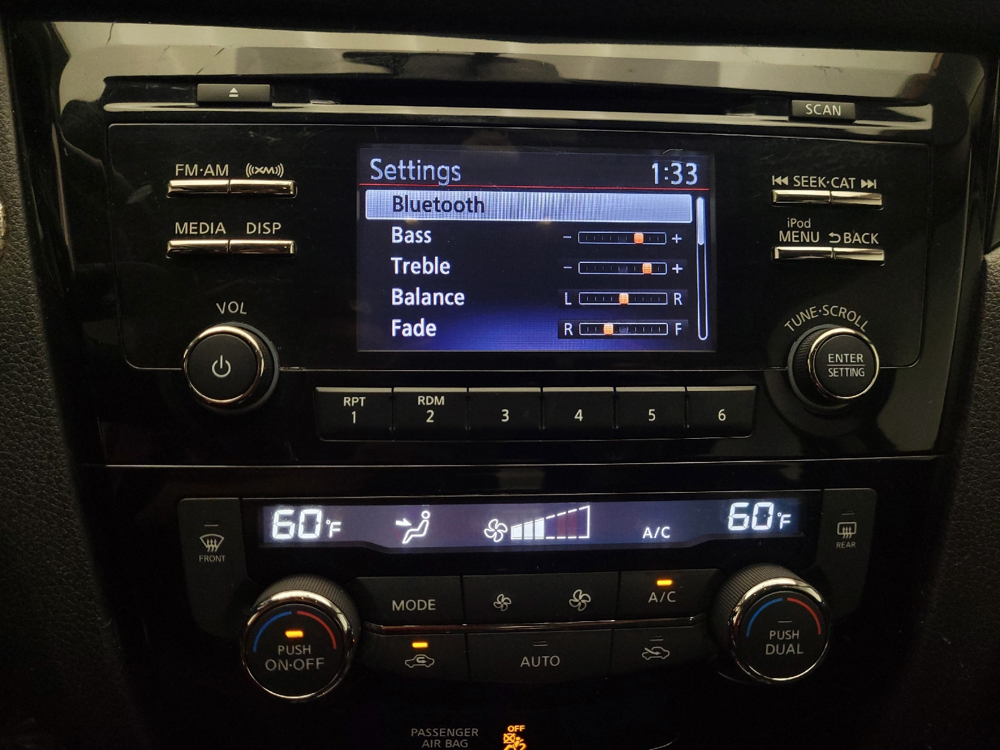 SCAN
FM·AM ((XM))
SEEK·CAT
MEDIA DISP
iPod
MENU BACK
VOL
TUNE·SCROLL
ENTER
SETTING
Settings 1:33
Bluetooth
Bass - +
Treble - +
Balance L R
Fade R F
RPT RDM
1 2 3 4 5 6
60°F A/C 60°F
FRONT
REAR
MODE
A/C
PUSH
ON·OFF
AUTO
PUSH
DUAL
PASSENGER
AIR BAG
OFF